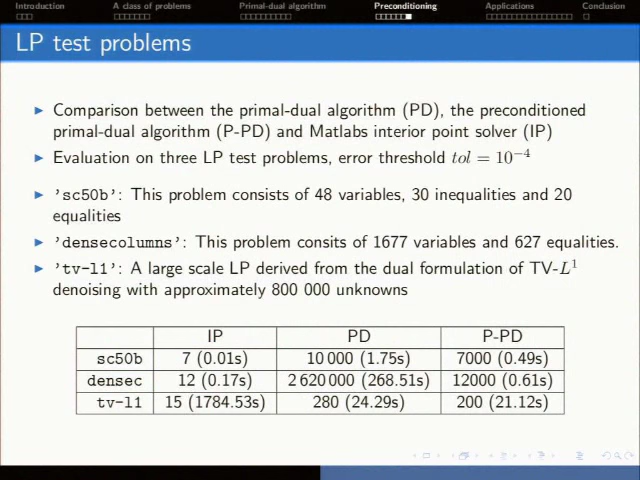 Introduction A class of problems Primal-dual algorithm Preconditioning Applications Conclusion
LP test problems
Comparison between the primal-dual algorithm (PD), the preconditioned
primal-dual algorithm (P-PD) and Matlabs interior point solver (IP)
Evaluation on three LP test problems, error threshold tol = 10^−4
'sc50b': This problem consists of 48 variables, 30 inequalities and 20
equalities
'densecolumns': This problem consits of 1677 variables and 627 equalities.
'tv-l1': A large scale LP derived from the dual formulation of TV-L^1
denoising with approximately 800 000 unknowns
IP PD P-PD
sc50b 7 (0.01s) 10 000 (1.75s) 7000 (0.49s)
densec 12 (0.17s) 2 620 000 (268.51s) 12000 (0.61s)
tv-l1 15 (1784.53s) 280 (24.29s) 200 (21.12s)